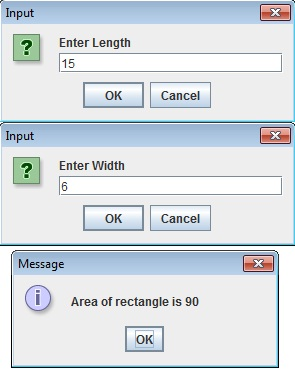 Input
Enter Length
15
OK Cancel
Input
Enter Width
6
OK Cancel
Message
Area of rectangle is 90
OK